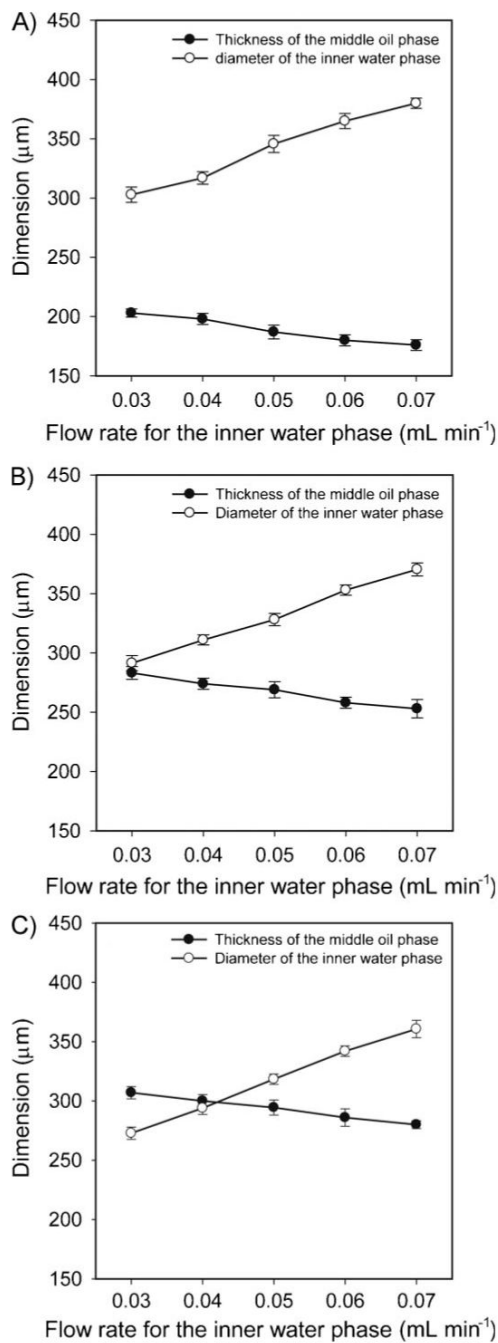 A)
450
Thickness of the middle oil phase
diameter of the inner water phase
400
350
300
250
200
150
Dimension (μm)
0.03 0.04 0.05 0.06 0.07
Flow rate for the inner water phase (mL min⁻¹)
B)
450
Thickness of the middle oil phase
Diameter of the inner water phase
400
350
300
250
200
150
Dimension (μm)
0.03 0.04 0.05 0.06 0.07
Flow rate for the inner water phase (mL min⁻¹)
C)
450
Thickness of the middle oil phase
Diameter of the inner water phase
400
350
300
250
200
150
Dimension (μm)
0.03 0.04 0.05 0.06 0.07
Flow rate for the inner water phase (mL min⁻¹)